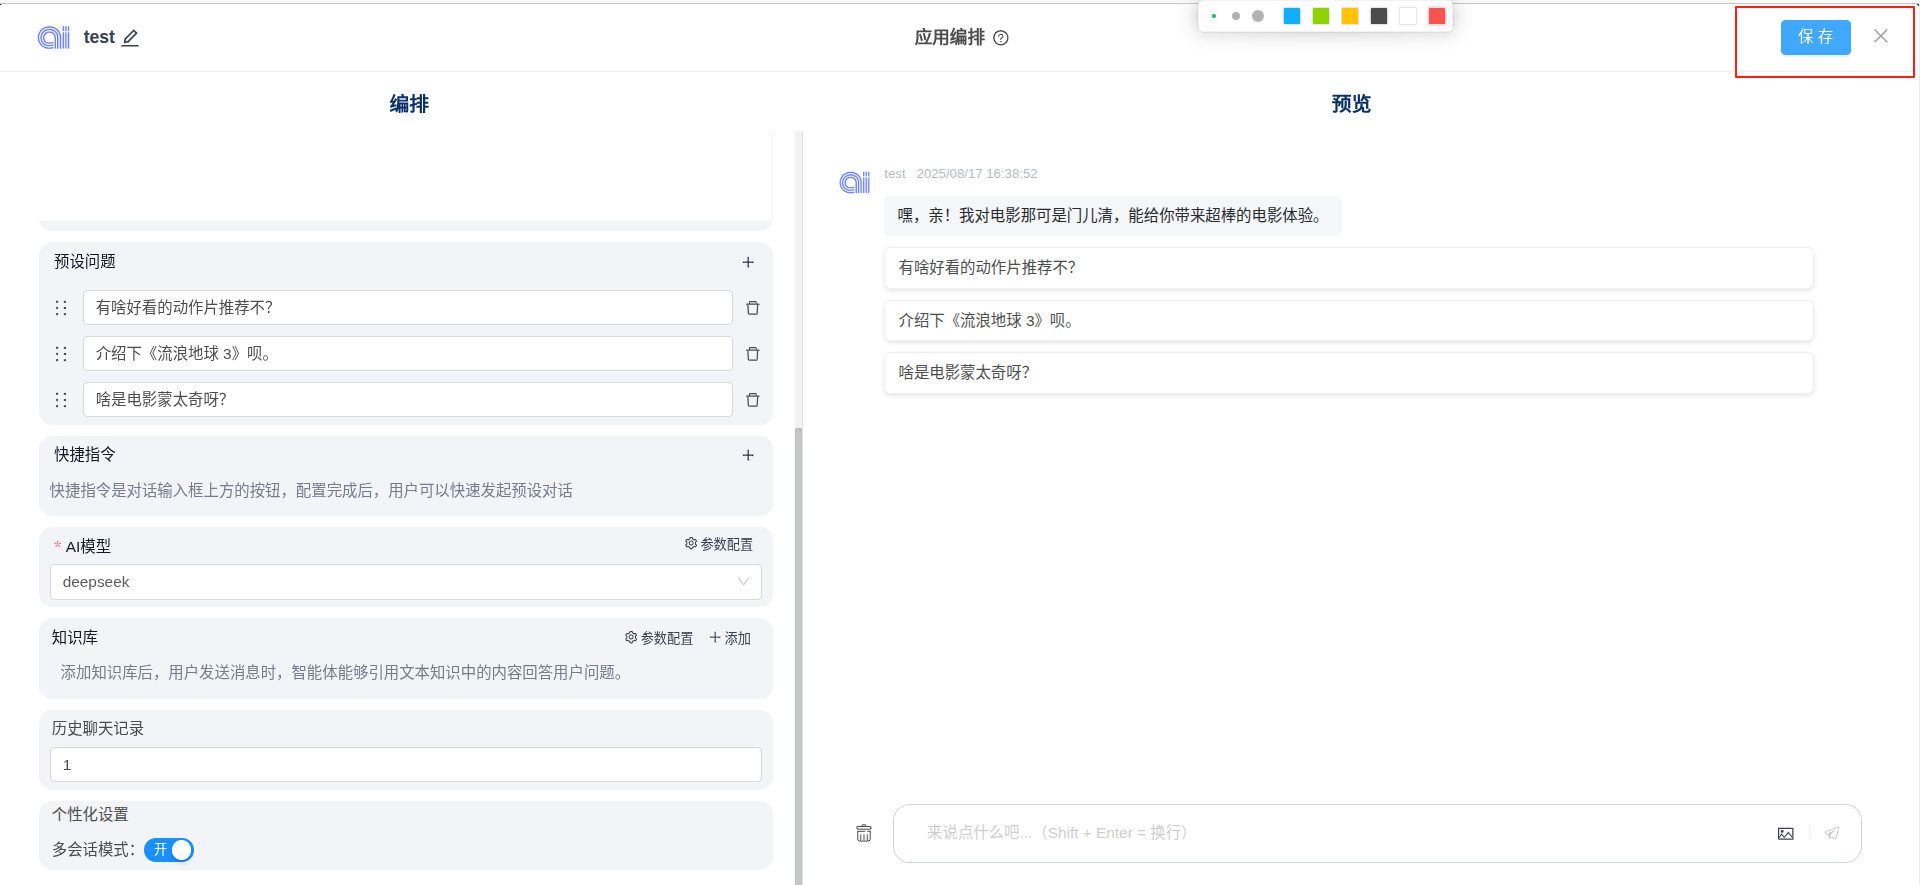 ai test
应用编排
保存
编排
预览
预设问题
有啥好看的动作片推荐不？
介绍下《流浪地球 3》呗。
啥是电影蒙太奇呀？
快捷指令
快捷指令是对话输入框上方的按钮，配置完成后，用户可以快速发起预设对话
* AI模型
参数配置
deepseek
知识库
参数配置
添加
添加知识库后，用户发送消息时，智能体能够引用文本知识中的内容回答用户问题。
历史聊天记录
1
个性化设置
多会话模式： 开
ai
test 2025/08/17 16:38:52
嘿，亲！我对电影那可是门儿清，能给你带来超棒的电影体验。
有啥好看的动作片推荐不？
介绍下《流浪地球 3》呗。
啥是电影蒙太奇呀？
来说点什么吧...（Shift + Enter = 换行）